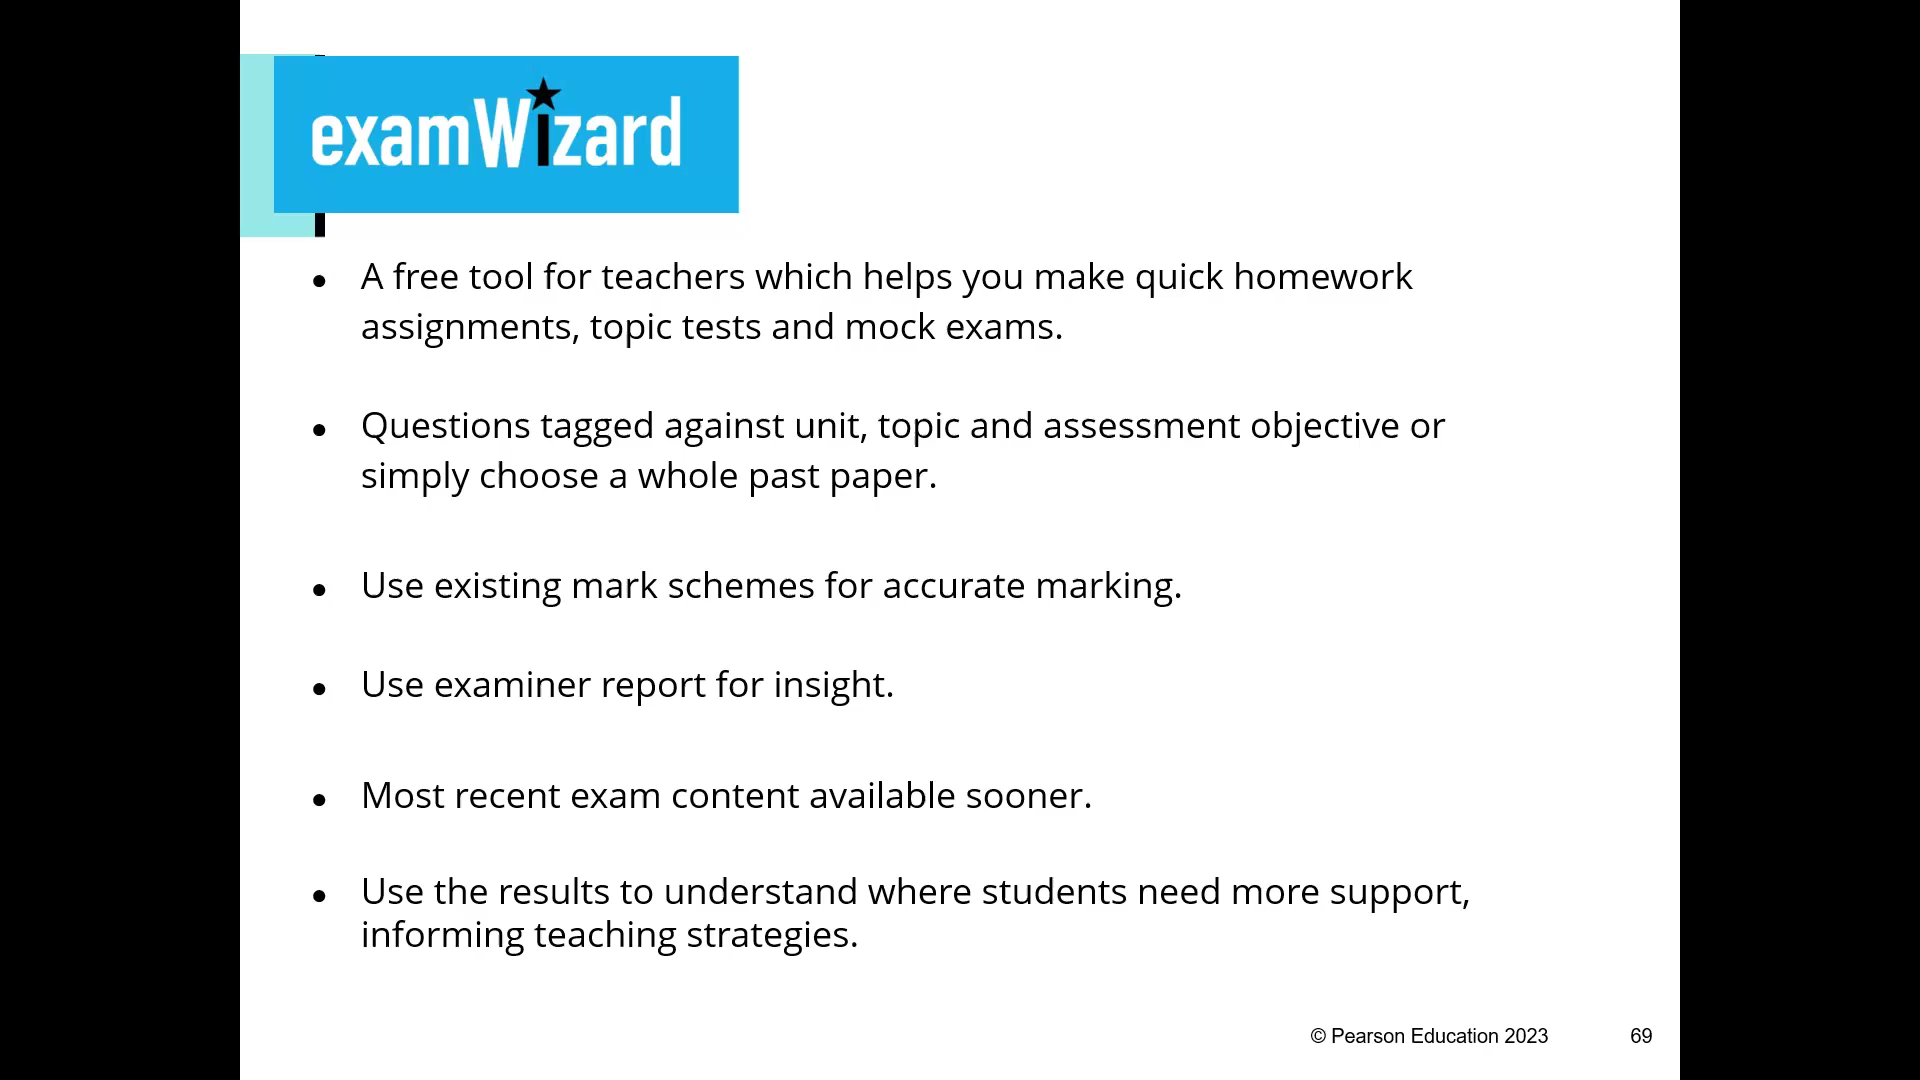 examWizard
● A free tool for teachers which helps you make quick homework
assignments, topic tests and mock exams.
● Questions tagged against unit, topic and assessment objective or
simply choose a whole past paper.
● Use existing mark schemes for accurate marking.
● Use examiner report for insight.
● Most recent exam content available sooner.
● Use the results to understand where students need more support,
informing teaching strategies.
© Pearson Education 2023 69